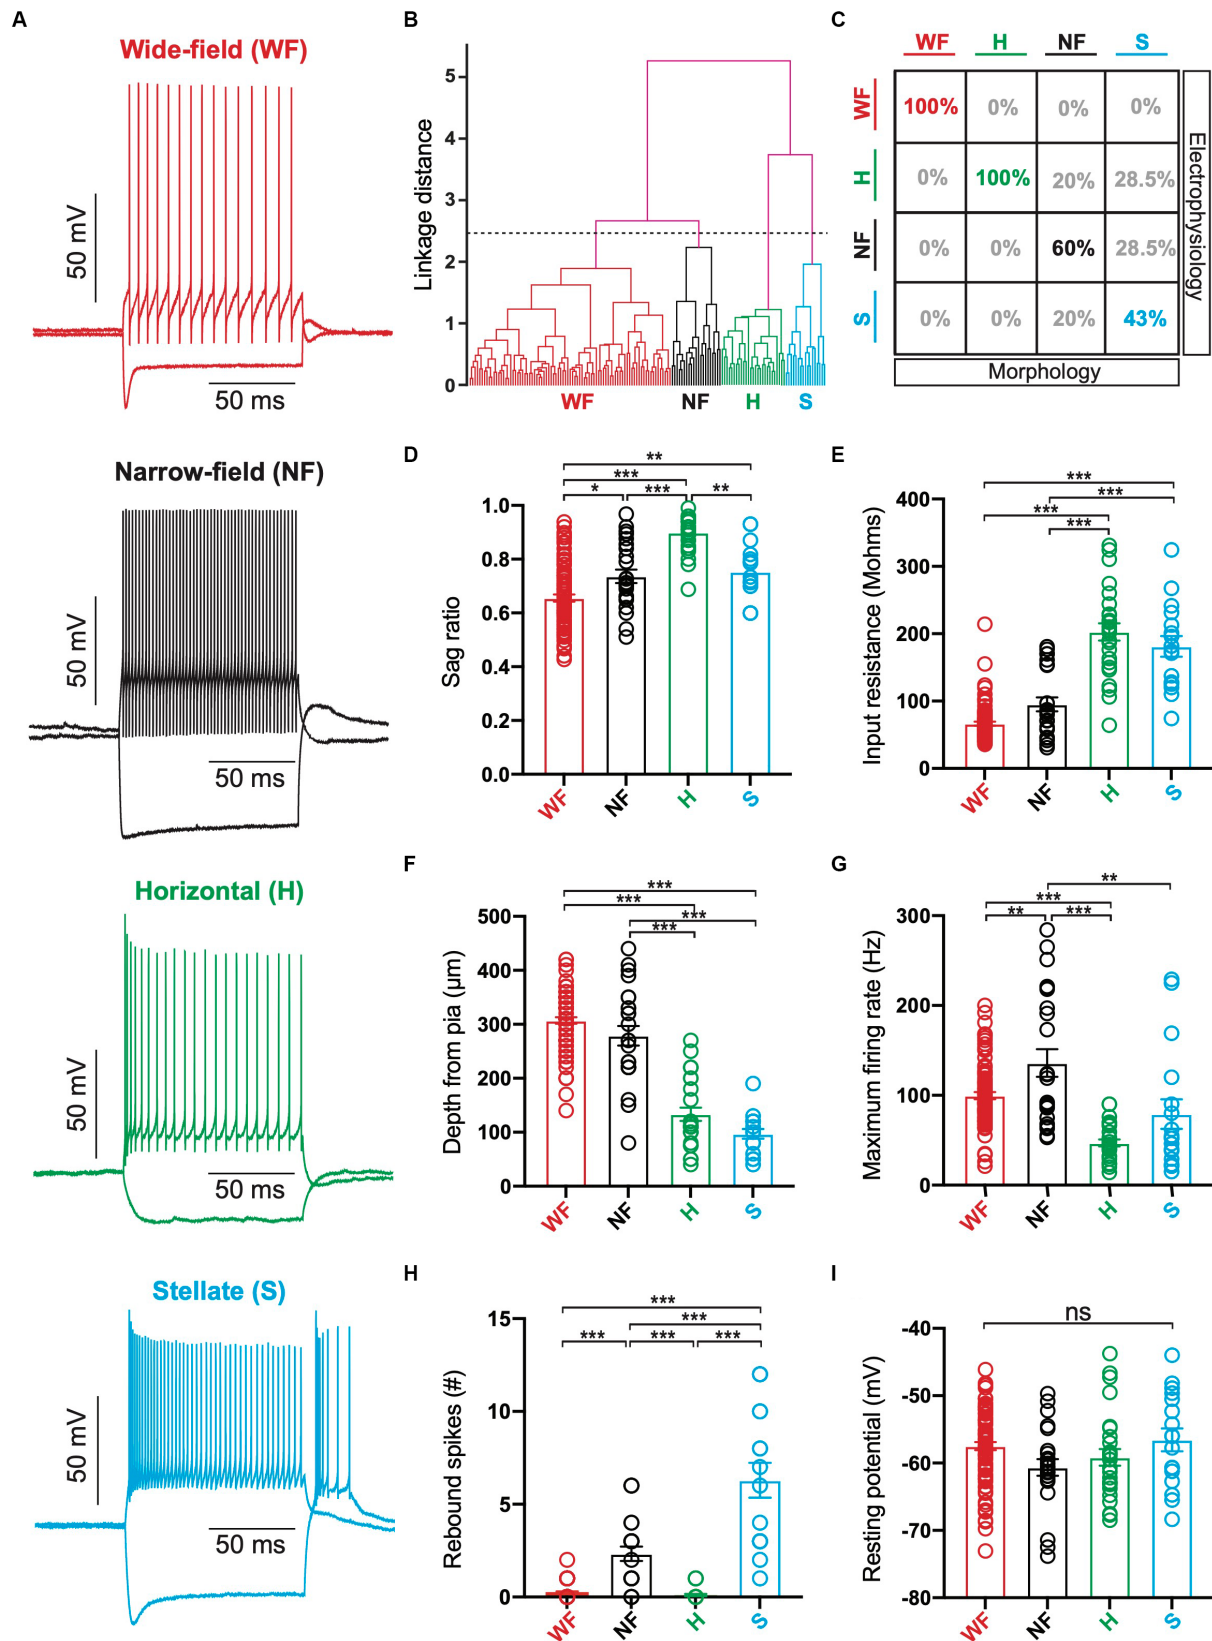 A
Wide-field (WF)
50 mV
50 ms
Narrow-field (NF)
50 mV
50 ms
Horizontal (H)
50 mV
50 ms
Stellate (S)
50 mV
50 ms
B
Linkage distance
5
4
3
2
1
0
WF NF H S
C
WF H NF S
WF 100% 0% 0% 0%
H 0% 100% 20% 28.5%
NF 0% 0% 60% 28.5%
S 0% 0% 20% 43%
Electrophysiology
Morphology
D
**
***
* *** **
Sag ratio
1.0
0.8
0.6
0.4
0.2
0.0
WF NF H S
E
***
***
***
***
Input resistance (Mohms)
400
300
200
100
0
WF NF H S
F
***
***
***
***
Depth from pia (µm)
500
400
300
200
100
0
WF NF H S
G
**
***
** ***
Maximum firing rate (Hz)
300
200
100
0
WF NF H S
H
***
***
*** *** ***
Rebound spikes (#)
15
10
5
0
WF NF H S
I
ns
Resting potential (mV)
-40
-50
-60
-70
-80
WF NF H S